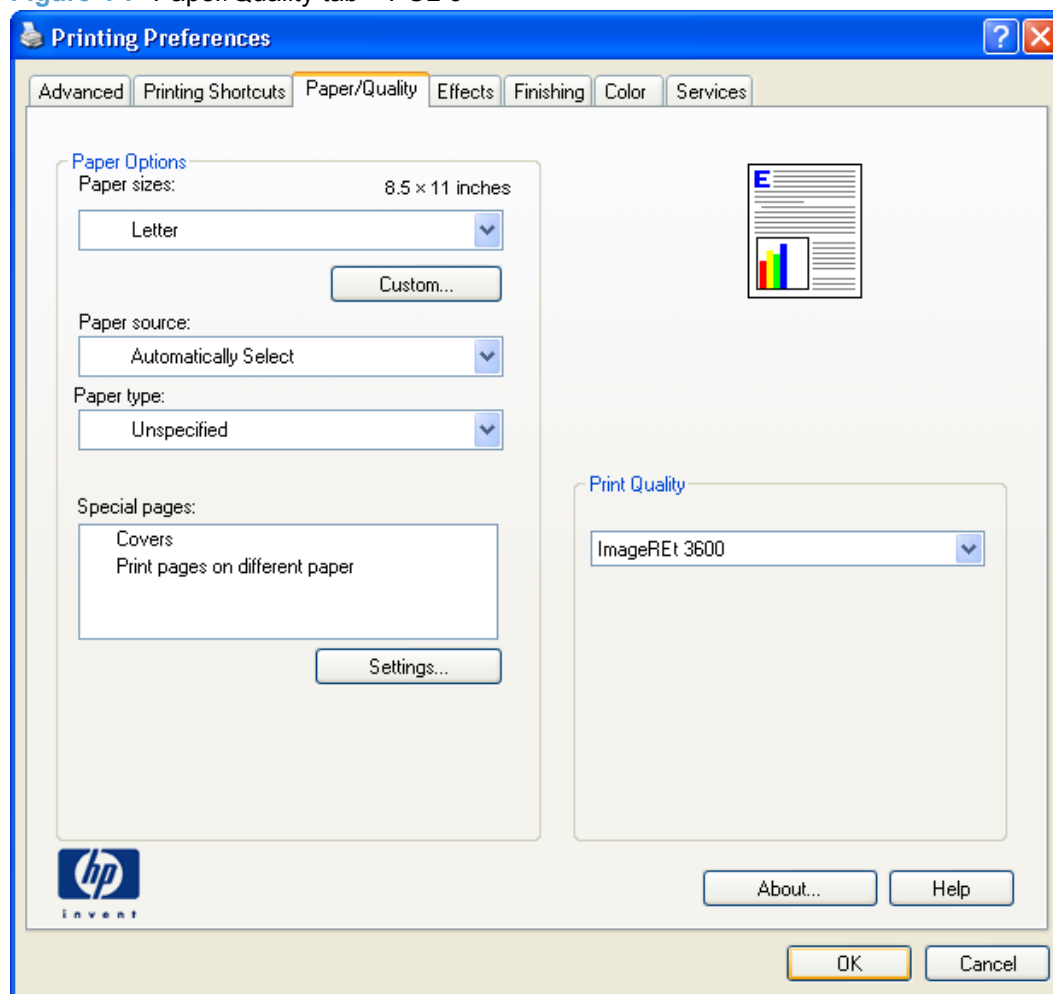 Printing Preferences
Advanced Printing Shortcuts Paper/Quality Effects Finishing Color Services
Paper Options
Paper sizes: 8.5 × 11 inches
Letter
Custom...
Paper source:
Automatically Select
Paper type:
Unspecified
Special pages:
Covers
Print pages on different paper
Settings...
E
Print Quality
ImageREt 3600
hp
invent
About... Help
OK Cancel